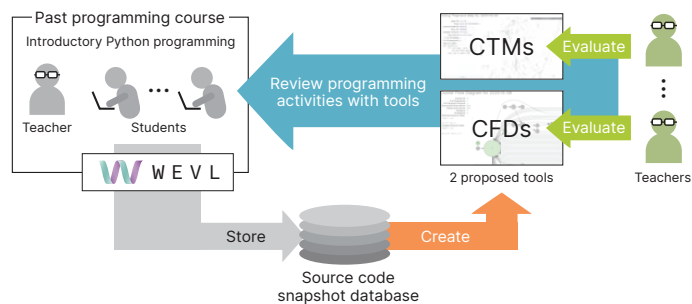 Past programming course
Introductory Python programming
Teacher
Students
WEVL
Review programming
activities with tools
CTMs
CFDs
2 proposed tools
Evaluate
Evaluate
Teachers
Store
Create
Source code
snapshot database